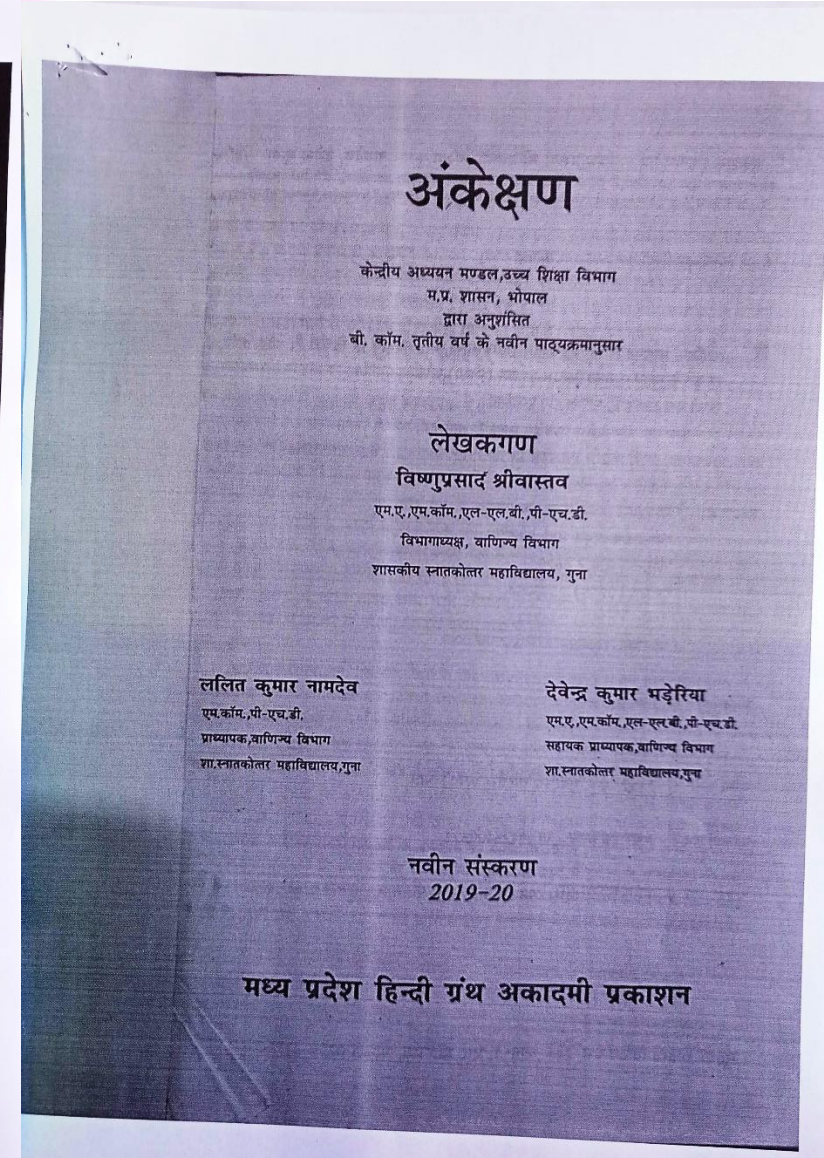 अंकेक्षण
केन्द्रीय अध्ययन मण्डल,उच्च शिक्षा विभाग
म.प्र. शासन, भोपाल
द्वारा अनुशंसित
बी. कॉम. तृतीय वर्ष के नवीन पाठ्यक्रमानुसार
लेखकगण
विष्णुप्रसाद श्रीवास्तव
एम.ए.,एम.कॉम.,एल-एल.बी.,पी-एच.डी.
विभागाध्यक्ष, वाणिज्य विभाग
शासकीय स्नातकोत्तर महाविद्यालय, गुना
ललित कुमार नामदेव
एम.कॉम.,पी-एच.डी.
प्राध्यापक,वाणिज्य विभाग
शा.स्नातकोत्तर महाविद्यालय,गुना
देवेन्द्र कुमार भड़ेरिया
एम.ए.,एम.कॉम.,एल-एल.बी.,पी-एच.डी.
सहायक प्राध्यापक,वाणिज्य विभाग
शा.स्नातकोत्तर महाविद्यालय,गुना
नवीन संस्करण
2019-20
मध्य प्रदेश हिन्दी ग्रंथ अकादमी प्रकाशन